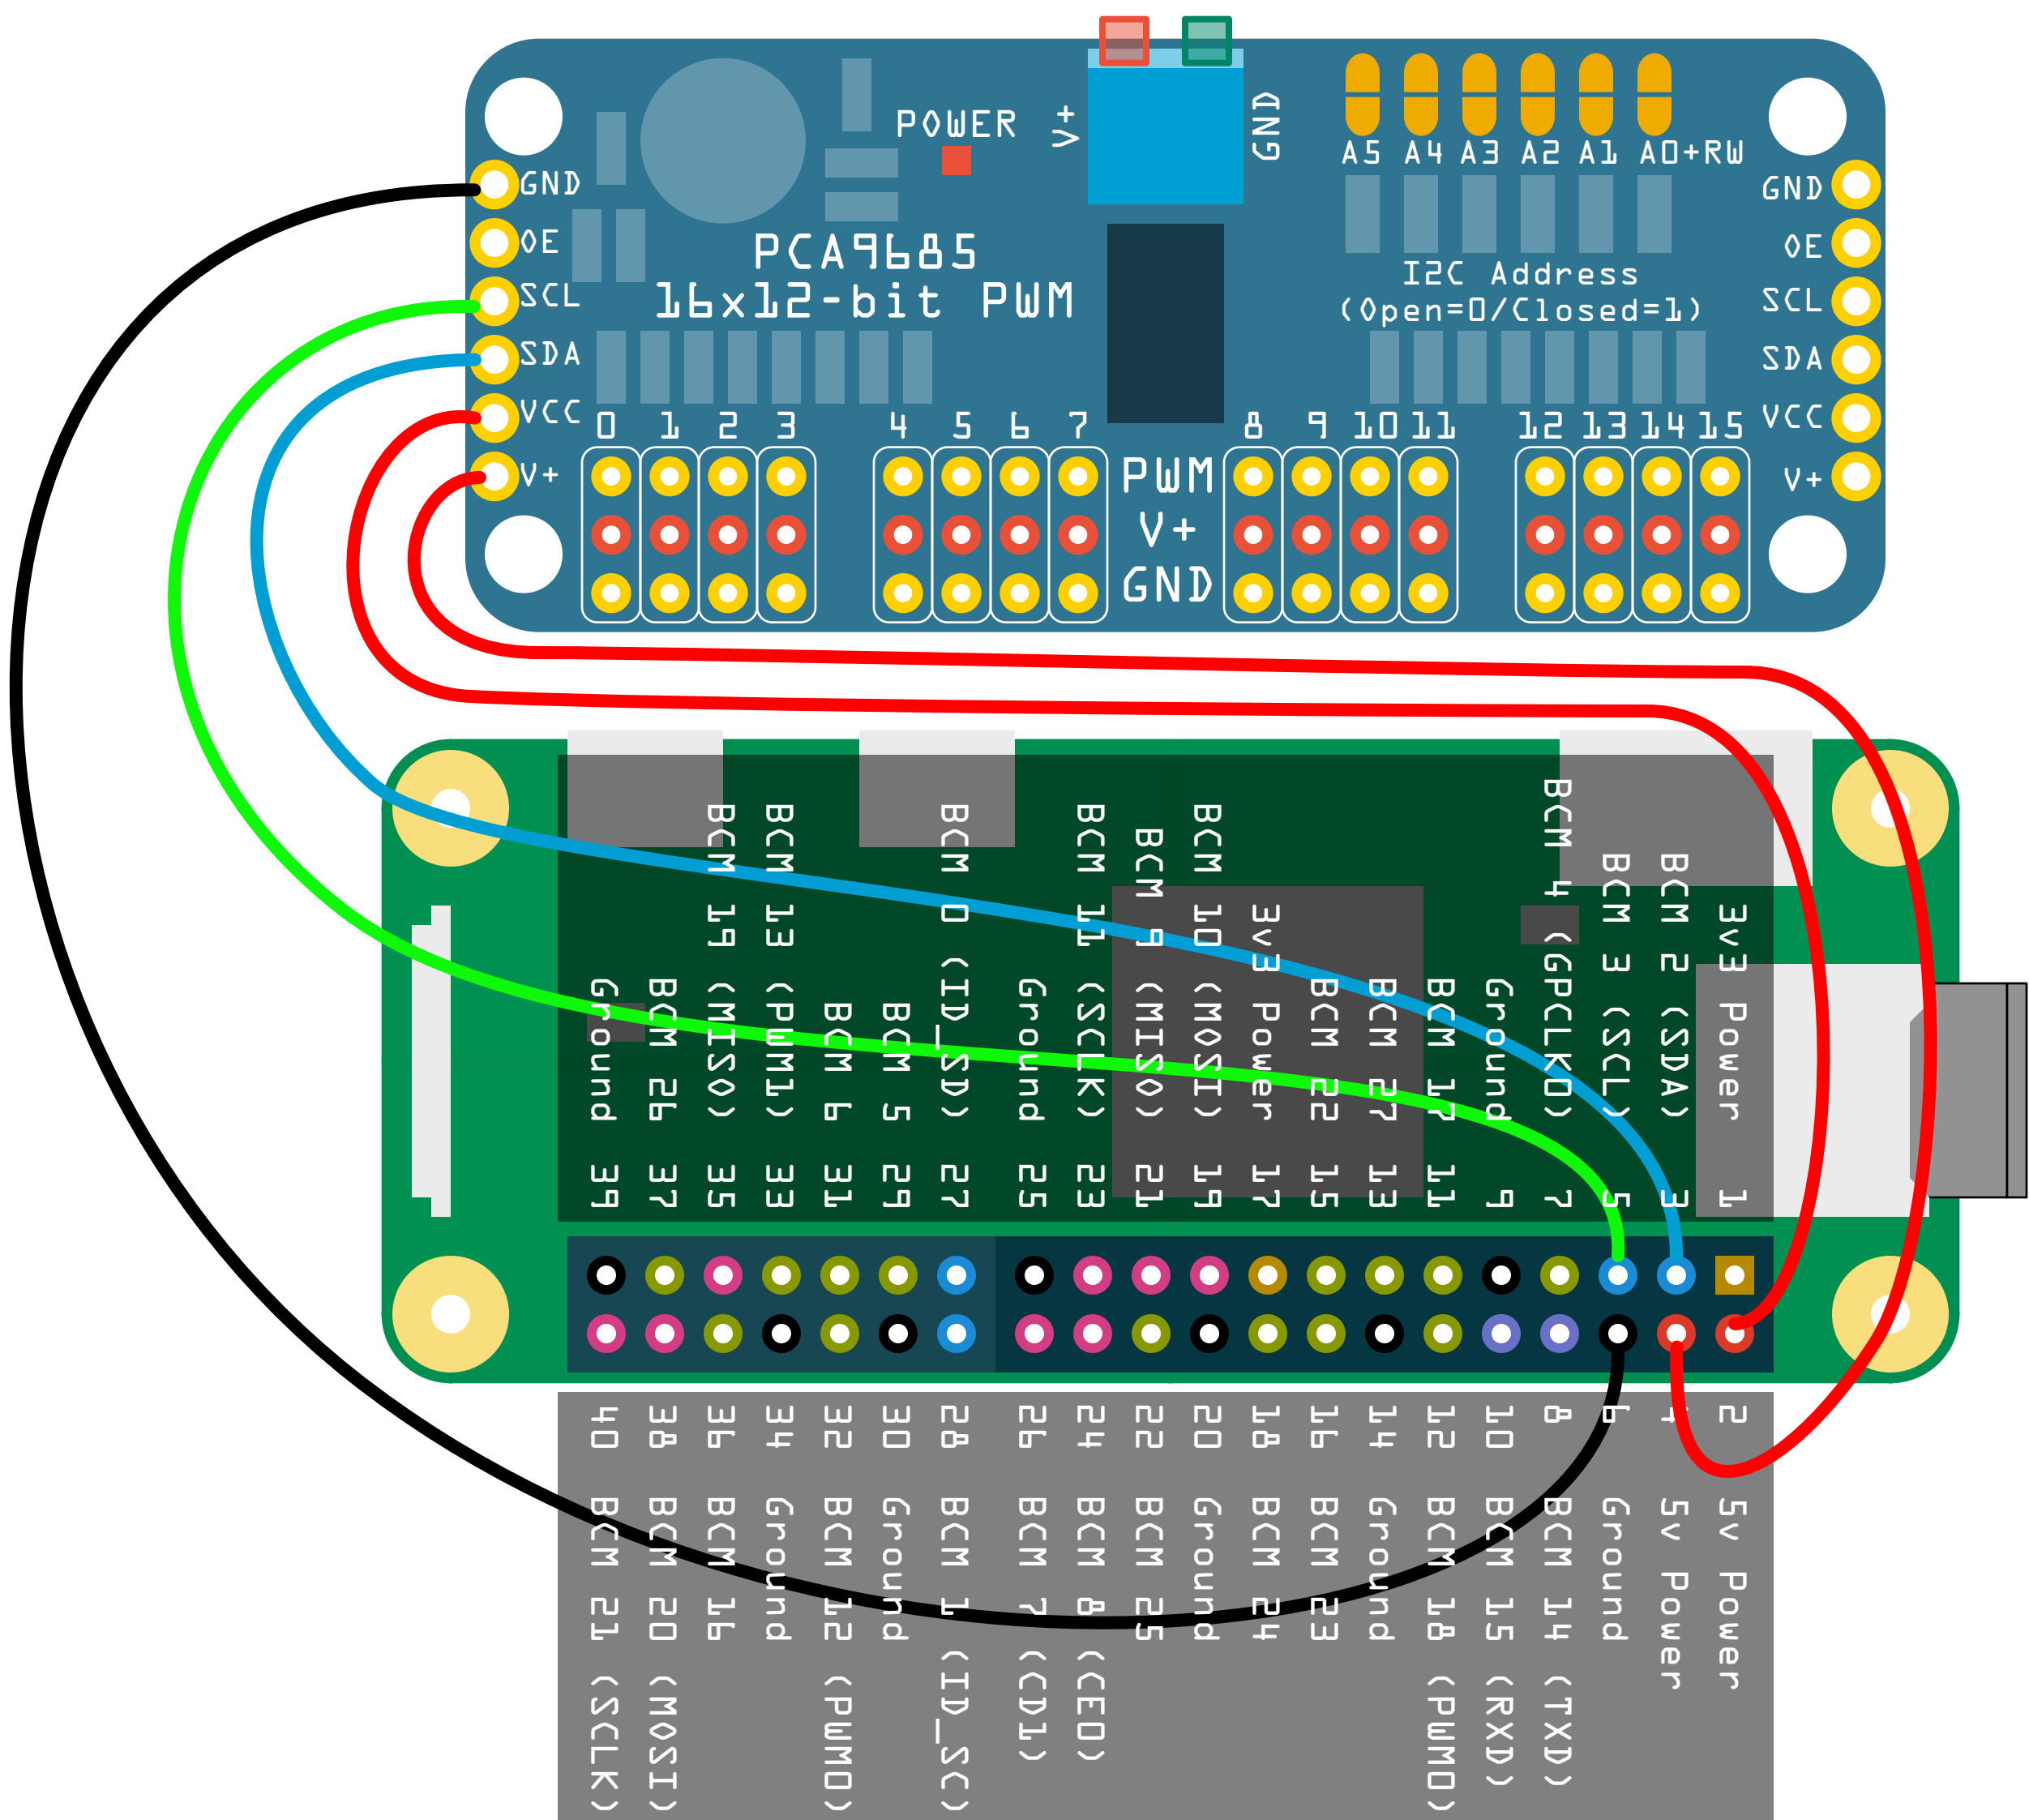 POWER
V+
GND
A5 A4 A3 A2 A1 A0+RW
GND
OE
SCL
SDA
VCC
V+
PCA9685
16x12-bit PWM
I2C Address
(Open=0/Closed=1)
GND
OE
SCL
SDA
VCC
V+
0 1 2 3 4 5 6 7 8 9 10 11 12 13 14 15
PWM
V+
GND
Ground 39
BCM 26 37
BCM 19 (MISO) 35
BCM 13 (PWM1) 33
BCM 6 31
BCM 5 29
BCM 0 (ID_SD) 27
Ground 25
BCM 11 (SCLK) 23
BCM 9 (MISO) 21
BCM 10 (MOSI) 19
3v3 Power 17
BCM 22 15
BCM 27 13
BCM 17 11
Ground 9
BCM 4 (GPCLK0) 7
BCM 3 (SCL) 5
BCM 2 (SDA) 3
3v3 Power 1
40 BCM 21 (SCLK)
38 BCM 20 (MOSI)
36 BCM 16
34 Ground
32 BCM 12 (PWM0)
30 Ground
28 BCM 1 (ID_SC)
26 BCM 7 (CD1)
24 BCM 8 (CE0)
22 BCM 25
20 Ground
18 BCM 24
16 BCM 23
14 Ground
12 BCM 18 (PWM0)
10 BCM 15 (RXD)
8 BCM 14 (TXD)
6 Ground
4 5v Power
2 5v Power